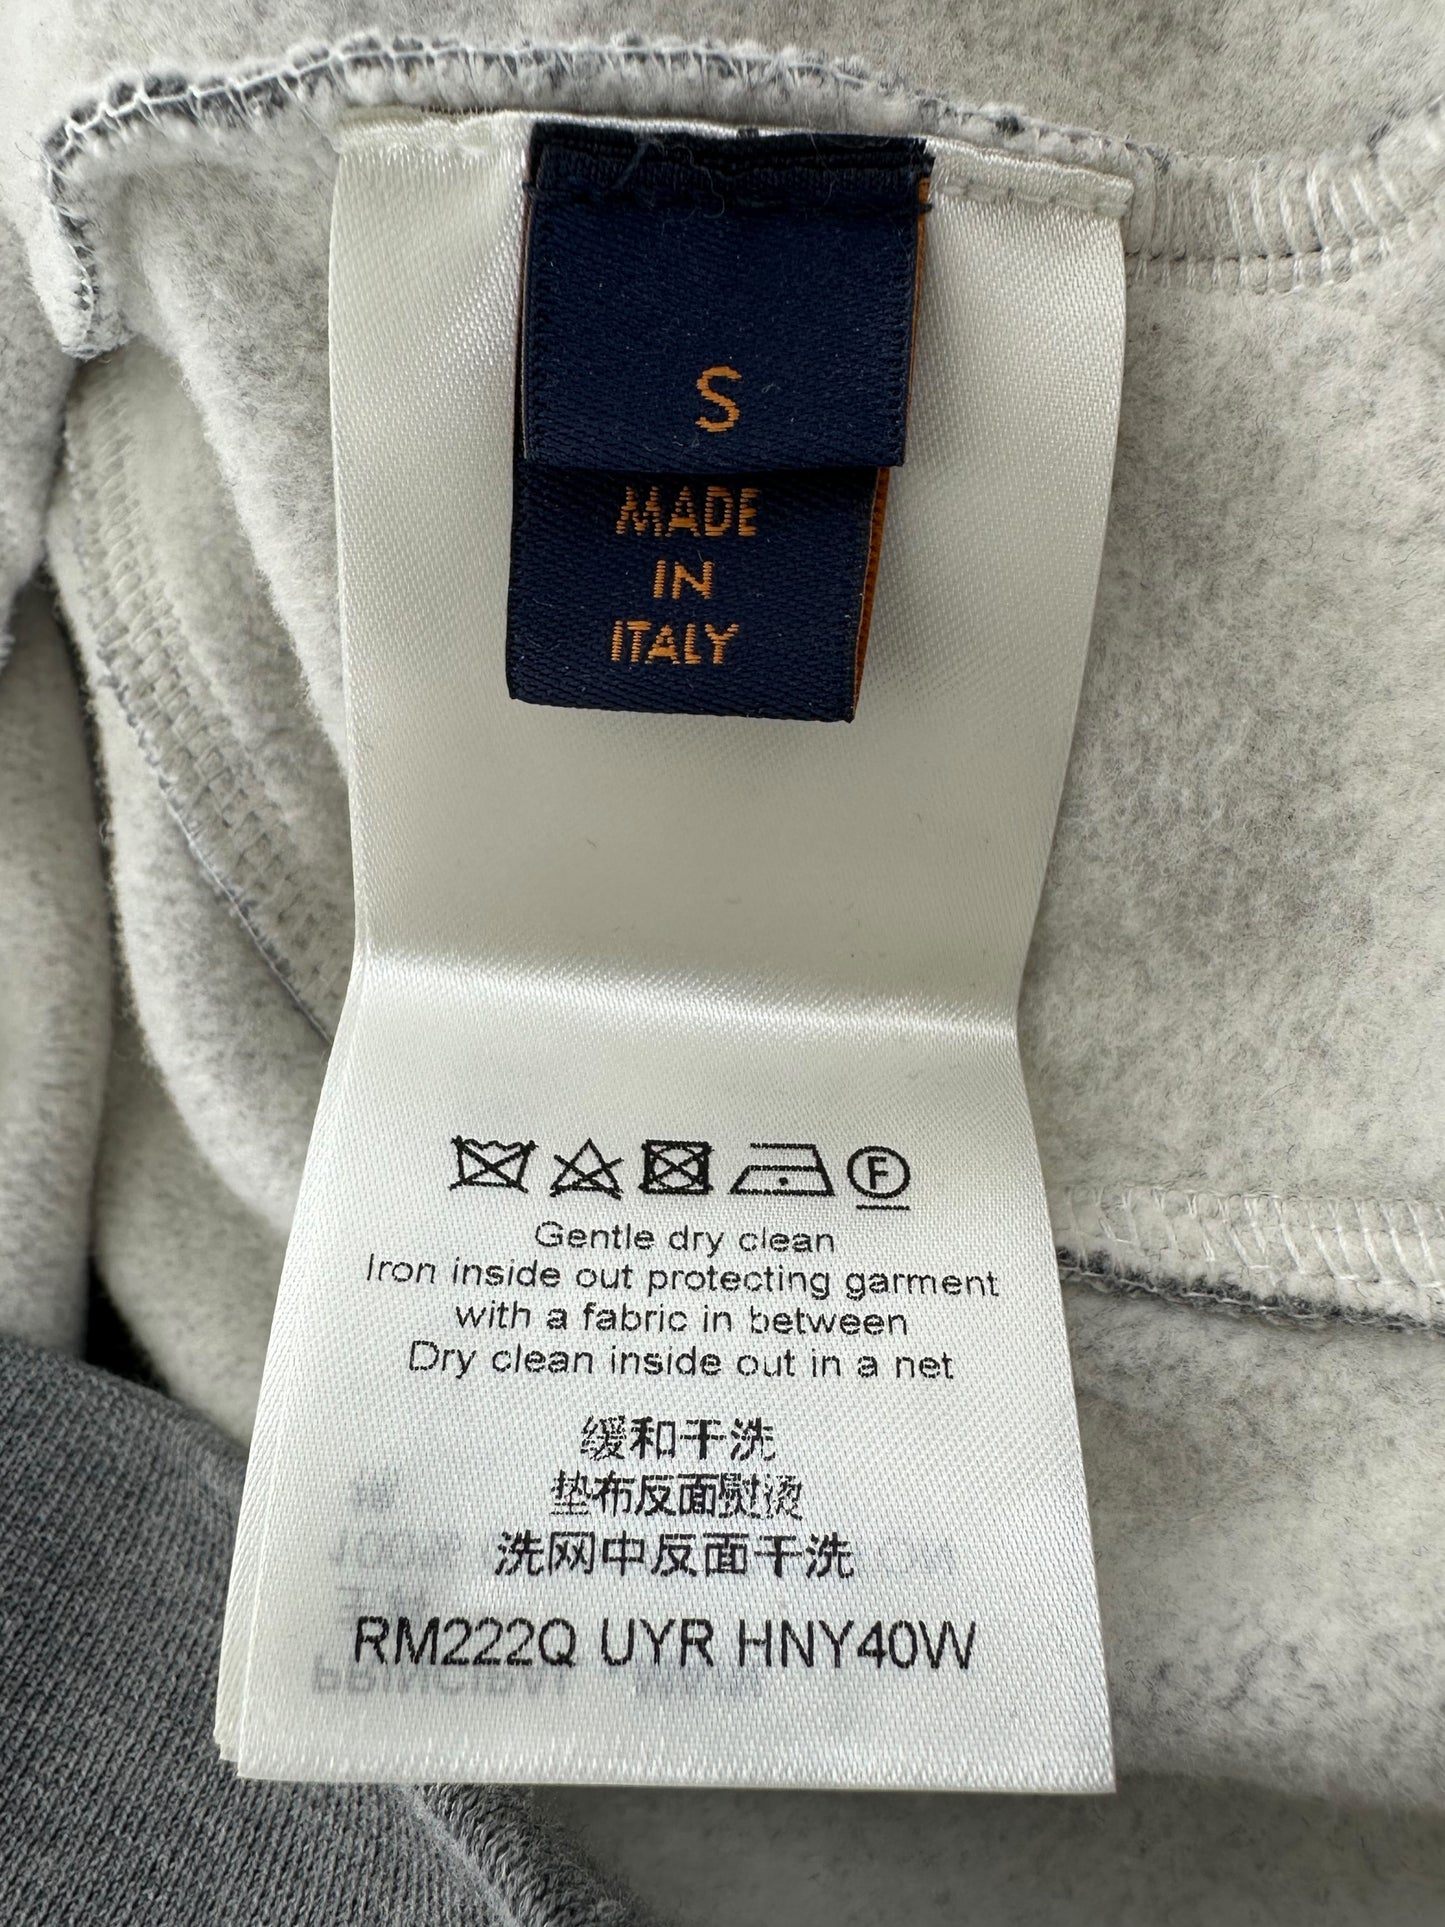 S
MADE
IN
ITALY
F
Gentle dry clean
Iron inside out protecting garment
with a fabric in between
Dry clean inside out in a net
缓和干洗
垫布反面熨烫
洗网中反面干洗
RM222Q UYR HNY40W